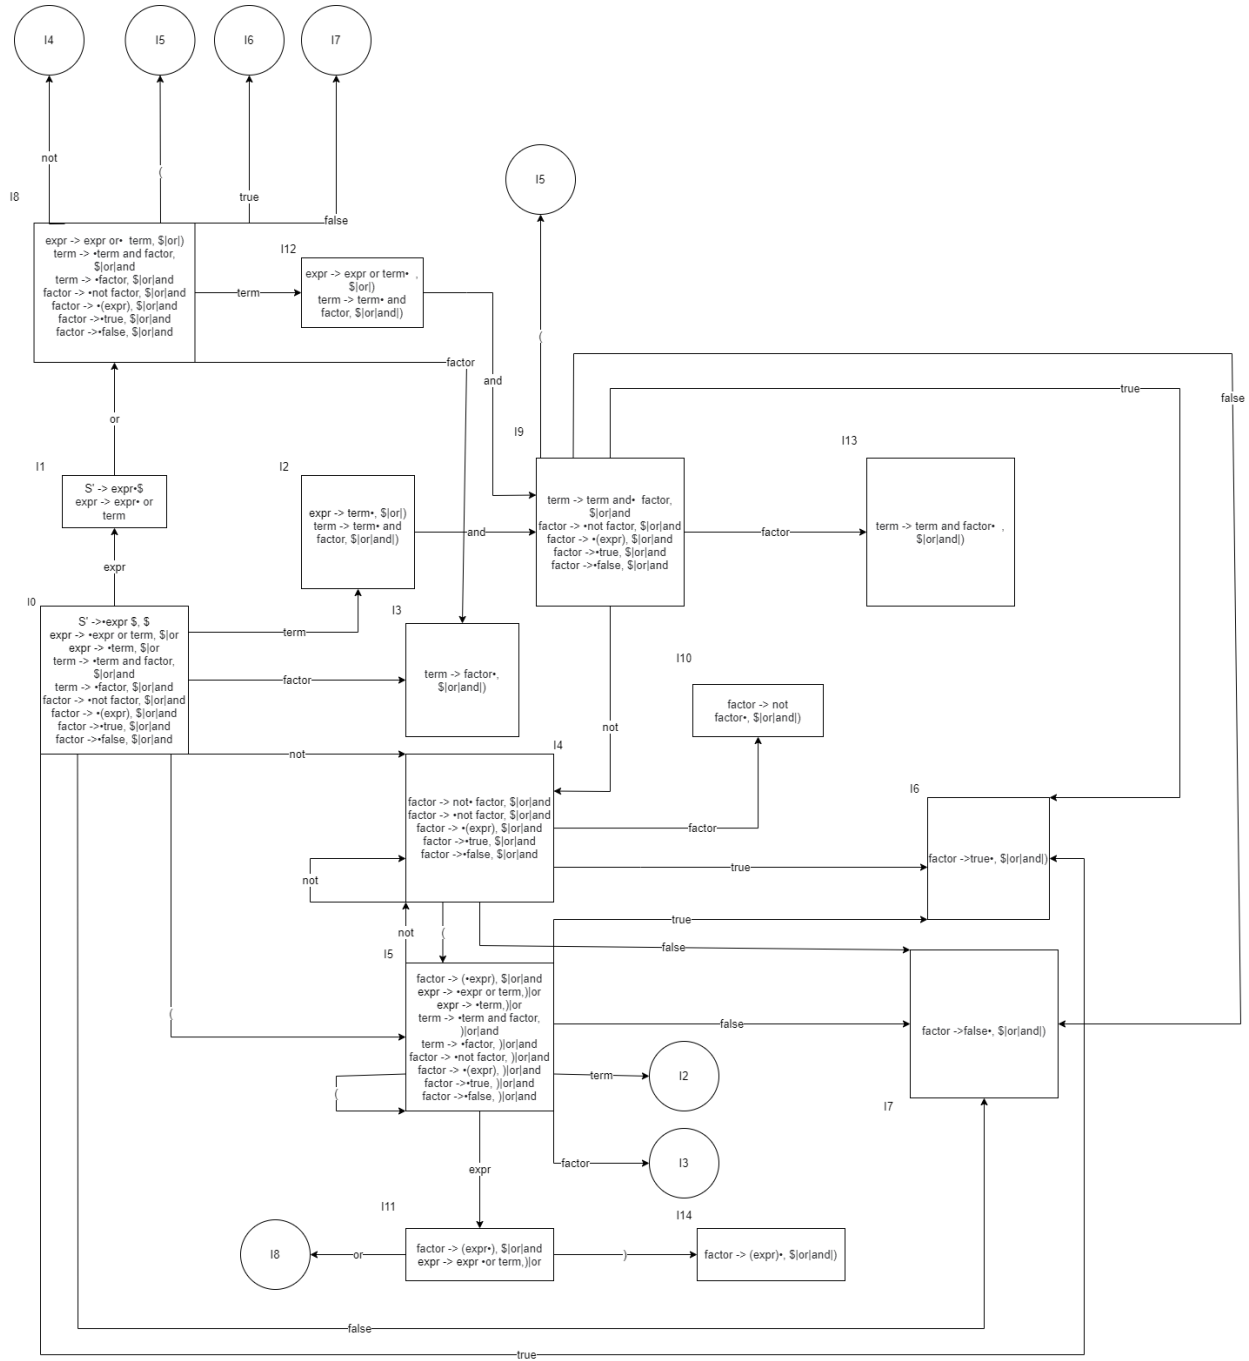 I4
I5
I6
I7
not
(
true
false
I8
expr -> expr or•  term, $|or|)
term -> •term and factor,
$|or|and
term -> •factor, $|or|and
factor -> •not factor, $|or|and
factor -> •(expr), $|or|and
factor ->•true, $|or|and
factor ->•false, $|or|and
term
I12
expr -> expr or term•  ,
$|or|)
term -> term• and
factor, $|or|and|)
I5
(
factor
and
true
false
or
I1
S' -> expr•$
expr -> expr• or
term
I2
expr -> term•, $|or|)
term -> term• and
factor, $|or|and|)
and
I9
term -> term and•  factor,
$|or|and
factor -> •not factor, $|or|and
factor -> •(expr), $|or|and
factor ->•true, $|or|and
factor ->•false, $|or|and
factor
I13
term -> term and factor•  ,
$|or|and|)
expr
I0
S' ->•expr $, $
expr -> •expr or term, $|or
expr -> •term, $|or
term -> •term and factor,
$|or|and
term -> •factor, $|or|and
factor -> •not factor, $|or|and
factor -> •(expr), $|or|and
factor ->•true, $|or|and
factor ->•false, $|or|and
term
factor
I3
term -> factor•,
$|or|and|)
I10
factor -> not
factor•, $|or|and|)
not
not
I4
factor -> not• factor, $|or|and
factor -> •not factor, $|or|and
factor -> •(expr), $|or|and
factor ->•true, $|or|and
factor ->•false, $|or|and
factor
true
not
I6
factor ->true•, $|or|and|)
not
(
true
false
I5
factor -> (•expr), $|or|and
expr -> •expr or term,)|or
expr -> •term,)|or
term -> •term and factor,
)|or|and
term -> •factor, )|or|and
factor -> •not factor, )|or|and
factor -> •(expr), )|or|and
factor ->•true, )|or|and
factor ->•false, )|or|and
(
(
false
term
I2
factor
I3
factor ->false•, $|or|and|)
I7
expr
I11
factor -> (expr•), $|or|and
expr -> expr •or term,)|or
or
I8
)
I14
factor -> (expr)•, $|or|and|)
false
true